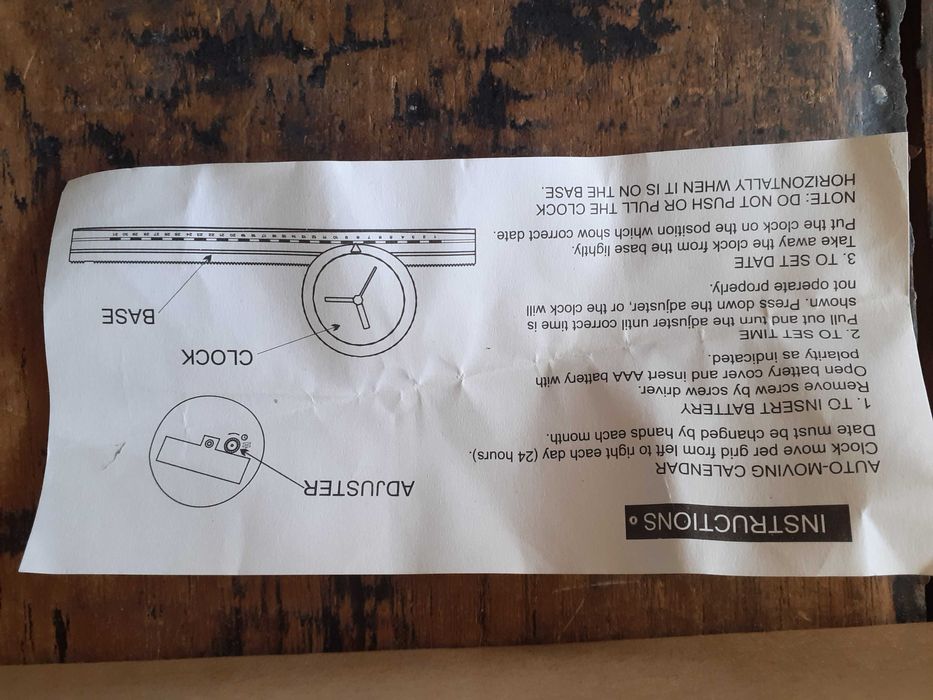 INSTRUCTIONS
AUTO-MOVING CALENDAR
Clock move per grid from left to right each day (24 hours).
Date must be changed by hands each month.
1. TO INSERT BATTERY
Remove screw by screw driver.
Open battery cover and insert AAA battery with
polarity as indicated.
2. TO SET TIME
Pull out and turn the adjuster until correct time is
shown. Press down the adjuster, or the clock will
not operate properly.
3. TO SET DATE
Take away the clock from the base lightly.
Put the clock on the position which show correct date.
NOTE: DO NOT PUSH OR PULL THE CLOCK
HORIZONTALLY WHEN IT IS ON THE BASE.
ADJUSTER
CLOCK
BASE